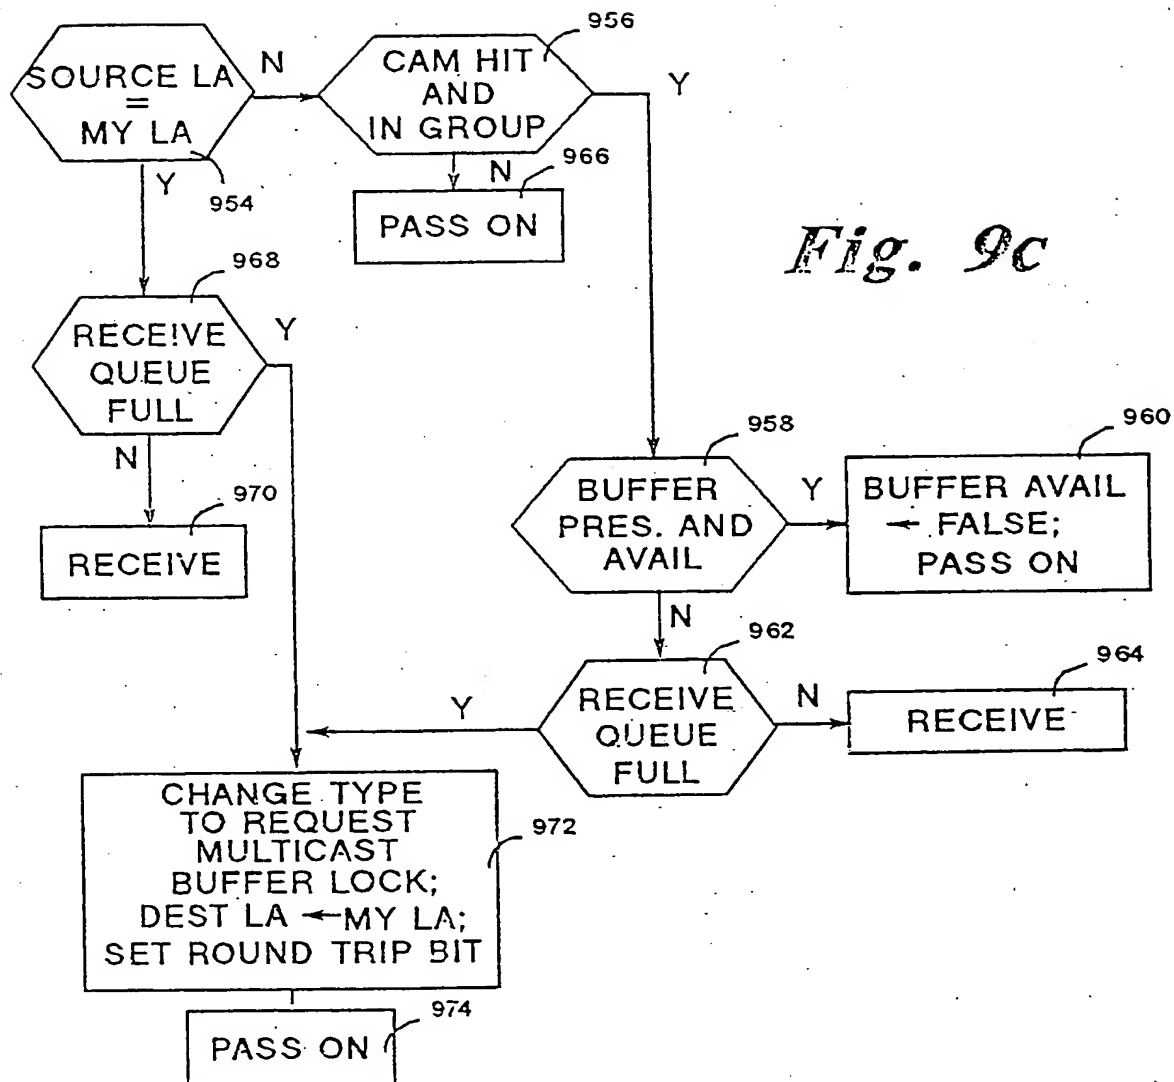 SOURCE LA
=
MY LA
954
N
Y
CAM HIT
AND
IN GROUP
956
Y
N
966
PASS ON
Fig. 9c
968
RECEIVE
QUEUE
FULL
Y
N
970
RECEIVE
958
BUFFER
PRES. AND
AVAIL
Y
N
960
BUFFER AVAIL
← FALSE;
PASS ON
962
RECEIVE
QUEUE
FULL
Y
N
964
RECEIVE
CHANGE TYPE
TO REQUEST
MULTICAST
BUFFER LOCK;
DEST LA ← MY LA;
SET ROUND TRIP BIT
972
974
PASS ON